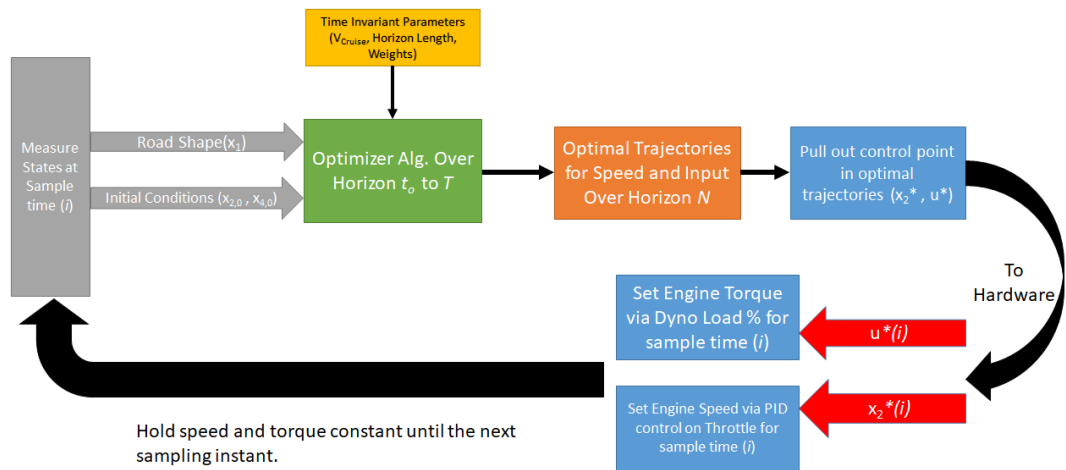 Time Invariant Parameters
(V_Cruise, Horizon Length,
Weights)
Measure
States at
Sample
time (i)
Road Shape(x₁)
Initial Conditions (x₂,₀ , x₄,₀)
Optimizer Alg. Over
Horizon t₀ to T
Optimal Trajectories
for Speed and Input
Over Horizon N
Pull out control point
in optimal
trajectories (x₂* , u*)
To
Hardware
Set Engine Torque
via Dyno Load % for
sample time (i)
u*(i)
Set Engine Speed via PID
control on Throttle for
sample time (i)
x₂*(i)
Hold speed and torque constant until the next
sampling instant.